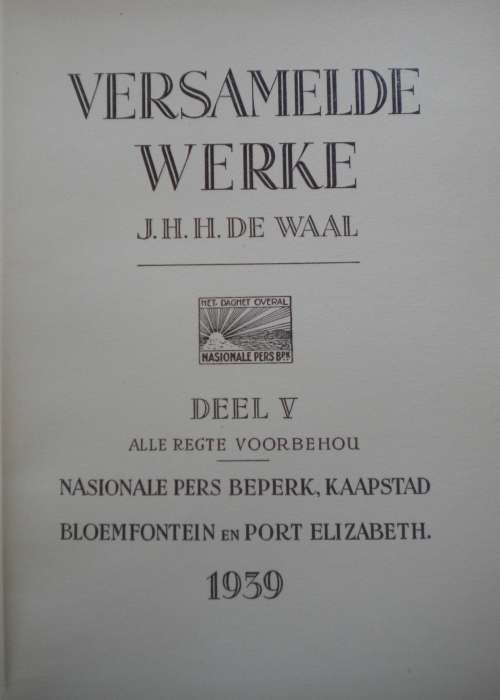 VERSAMELDE
WERKE
J.H.H. DE WAAL
HET DAGHET OVERAL
NASIONALE PERS BPK
DEEL V
ALLE REGTE VOORBEHOU
NASIONALE PERS BEPERK, KAAPSTAD
BLOEMFONTEIN EN PORT ELIZABETH.
1939